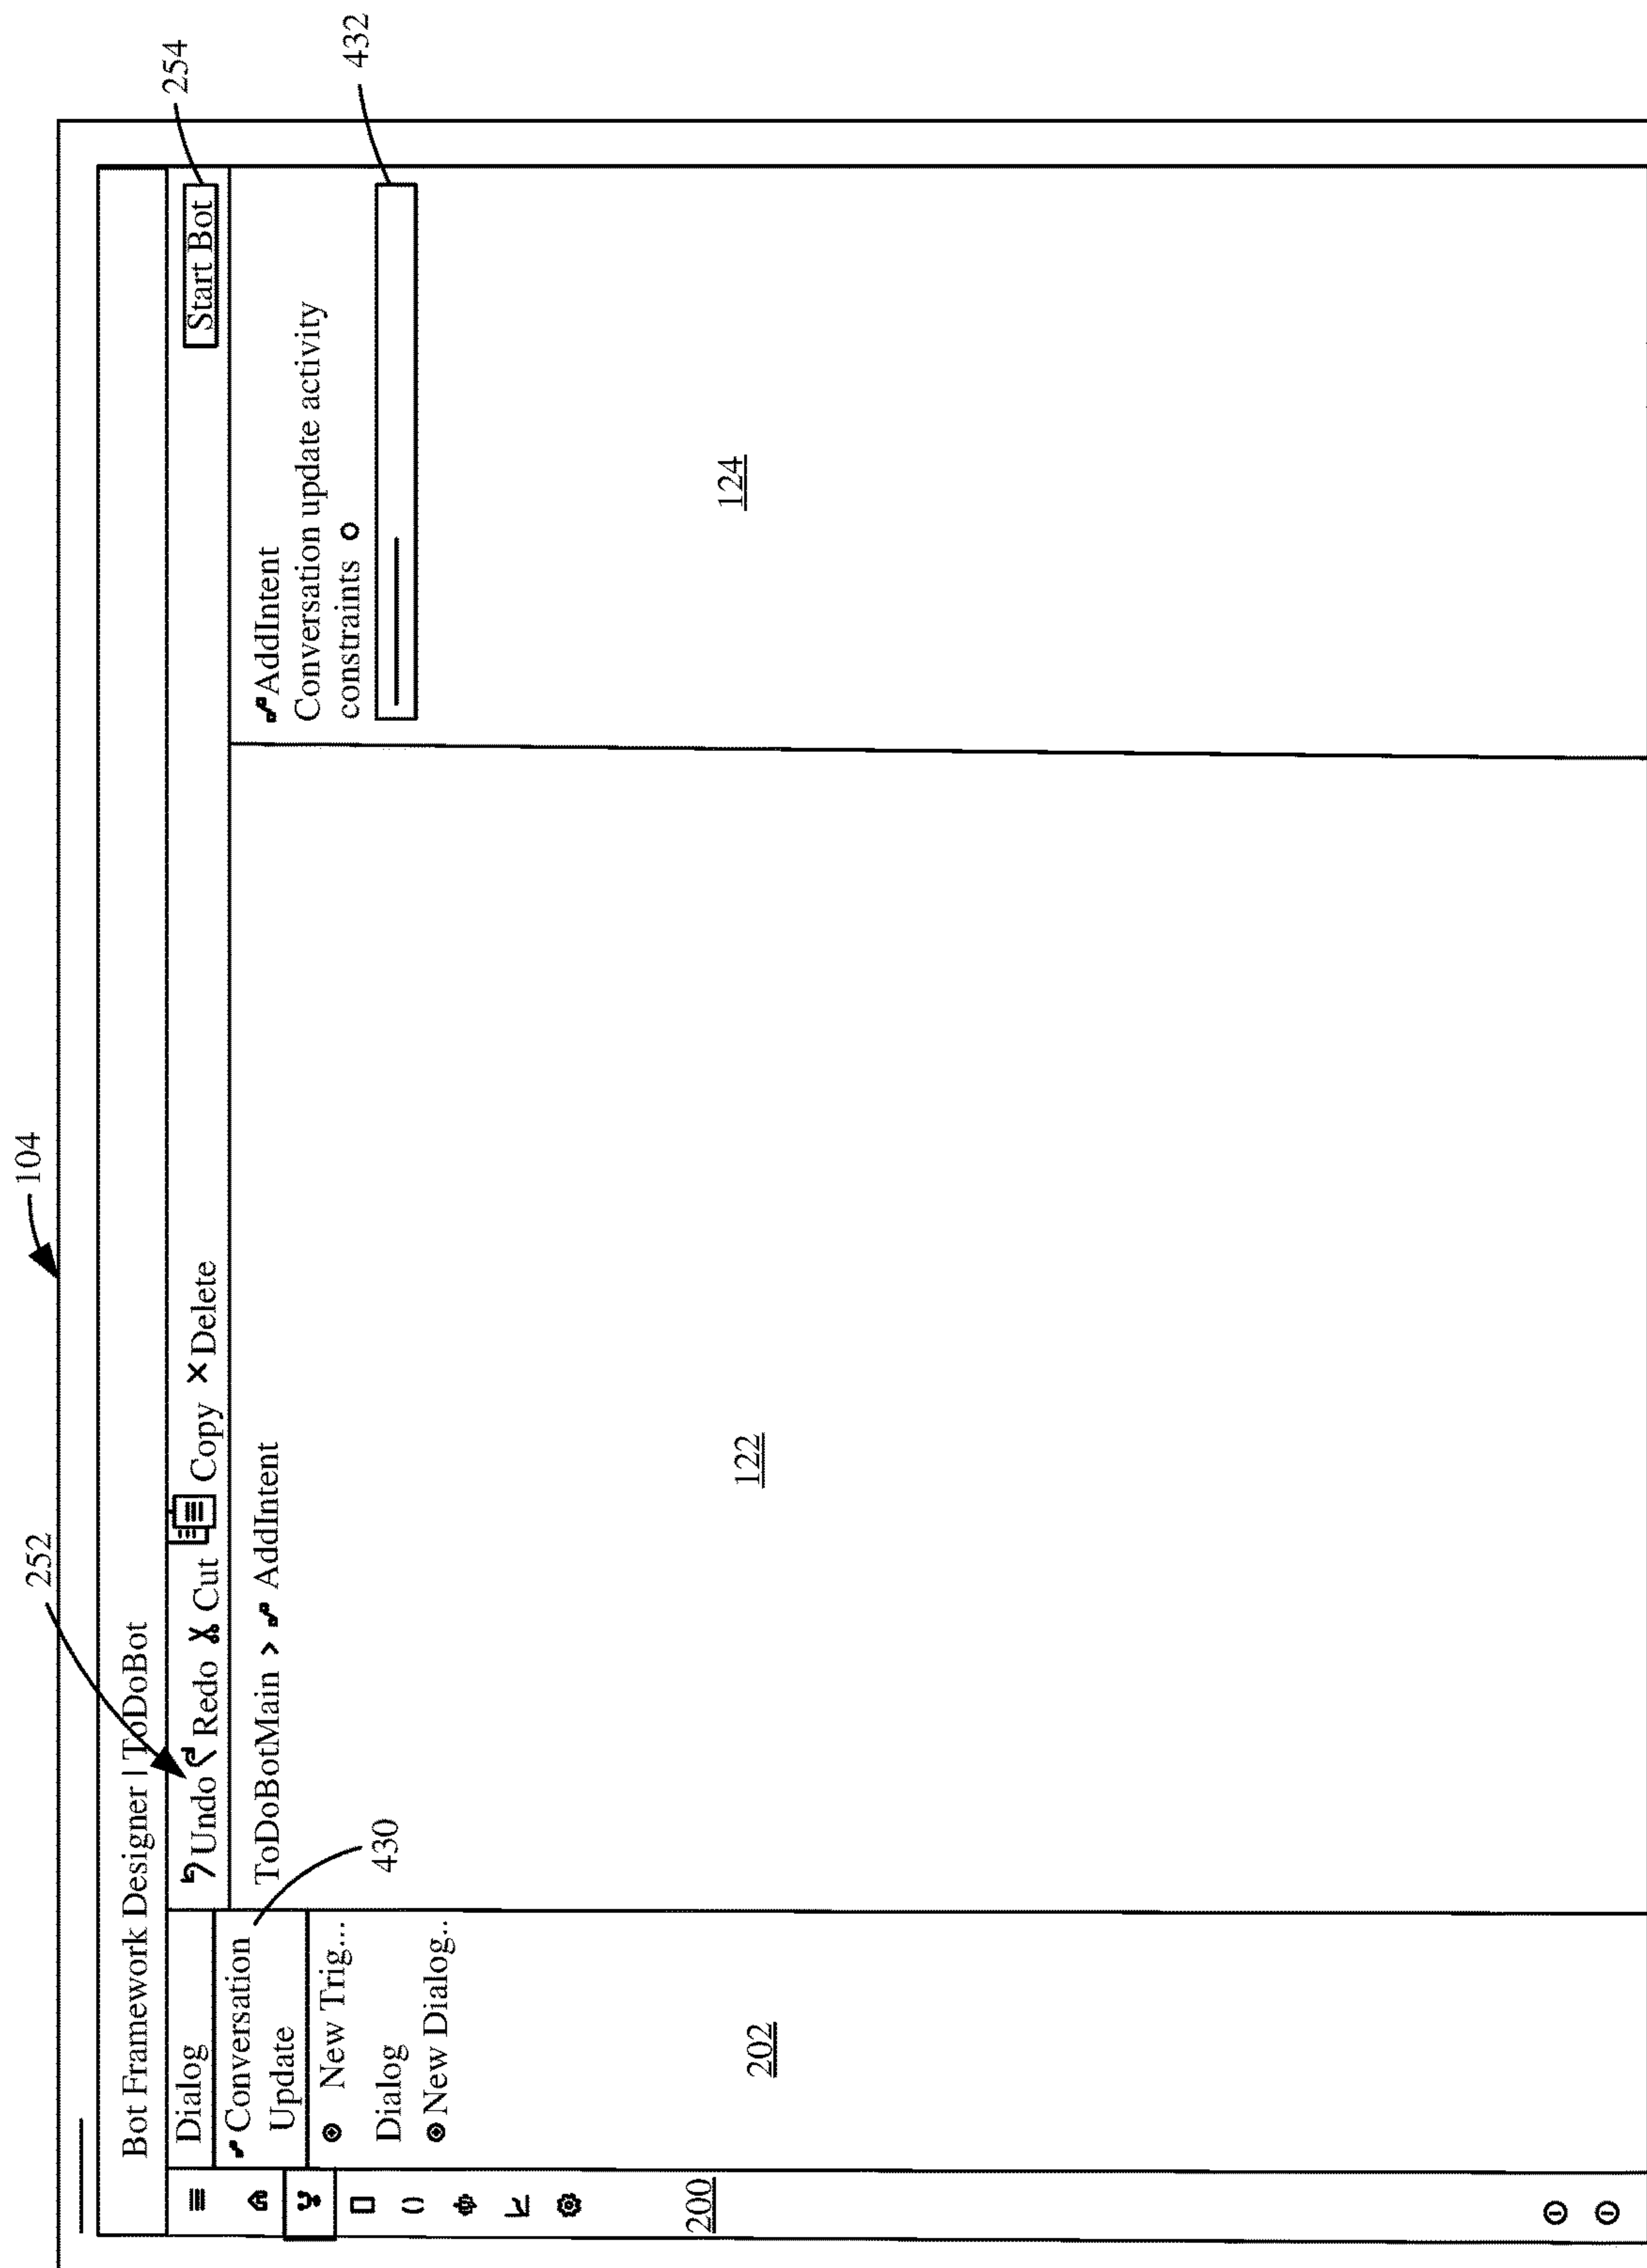 104
252
Bot Framework Designer | ToDoBot
254
Dialog
Undo Redo Cut Copy Delete
Start Bot
Conversation
Update
430
ToDoBotMain > AddIntent
AddIntent
Conversation update activity
constraints
432
New Trig...
Dialog
New Dialog..
200
202
122
124